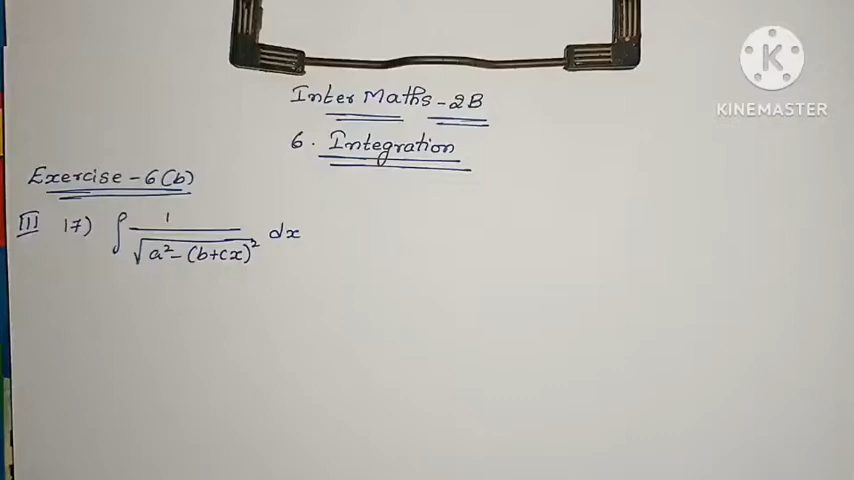 Inter Maths - 2B
6. Integration
Exercise - 6(b)
III 17) ∫ 1/√(a² - (b+cx)²) dx
K
KINEMASTER